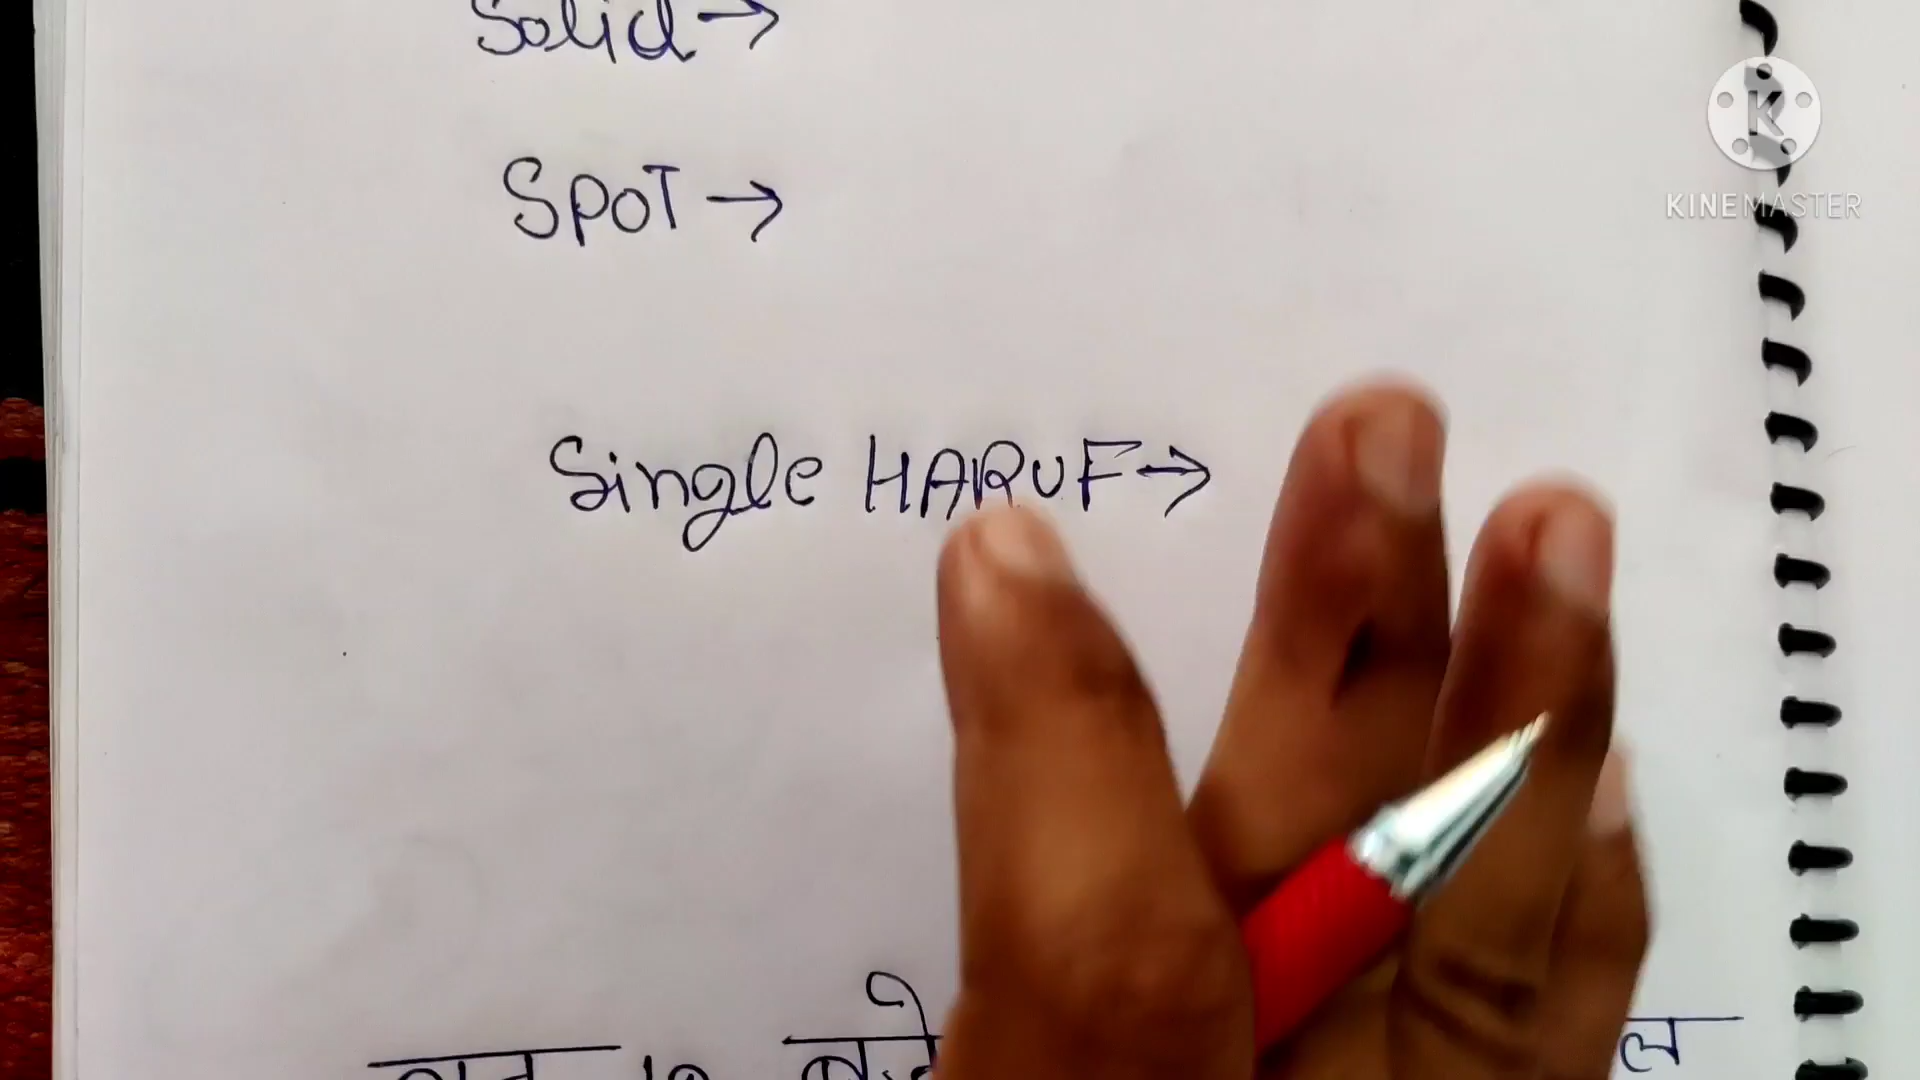 Solid →
SPOT →
K
KINEMASTER
Single HARUF →